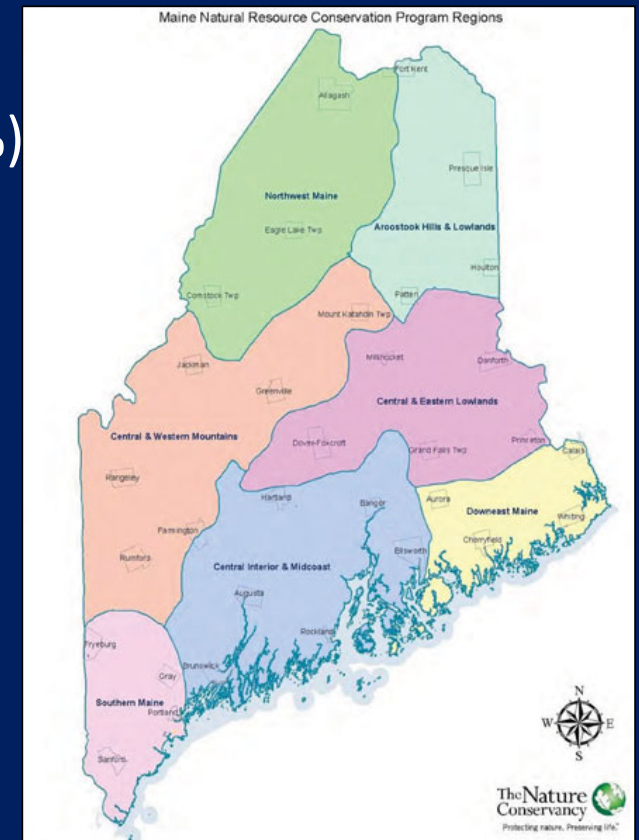 Maine Natural Resource Conservation Program Regions
Fort Kent
Allagash
Presque Isle
Northwest Maine
Aroostook Hills & Lowlands
Eagle Lake Twp
Houlton
Comstock Twp
Patten
Mount Katahdin Twp
Millinocket
Danforth
Jackman
Greenville
Central & Eastern Lowlands
Central & Western Mountains
Dover-Foxcroft
Princeton
Grand Falls Twp
Calais
Rangeley
Hartland
Bangor
Aurora
Downeast Maine
Whiting
Farmington
Cherryfield
Rumford
Ellsworth
Central Interior & Midcoast
Augusta
Rockland
Fryeburg
Brunswick
Gray
Southern Maine
Portland
Sanford
N
W
E
S
The Nature
Conservancy
Protecting nature. Preserving life.